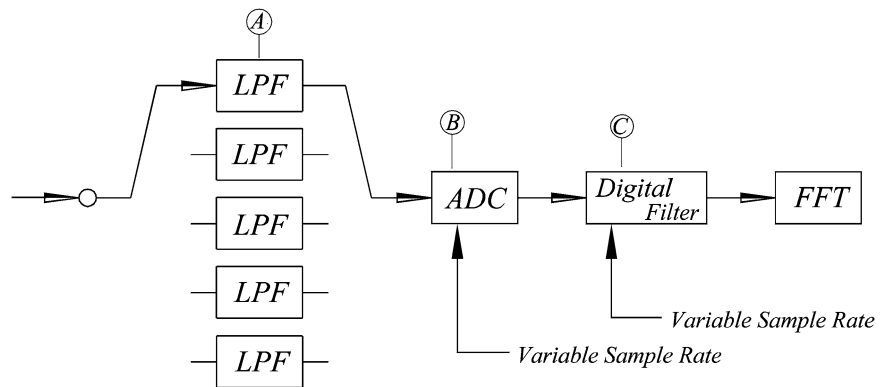 A
LPF
LPF
LPF
LPF
LPF
B
ADC
Variable Sample Rate
C
Digital
Filter
Variable Sample Rate
FFT